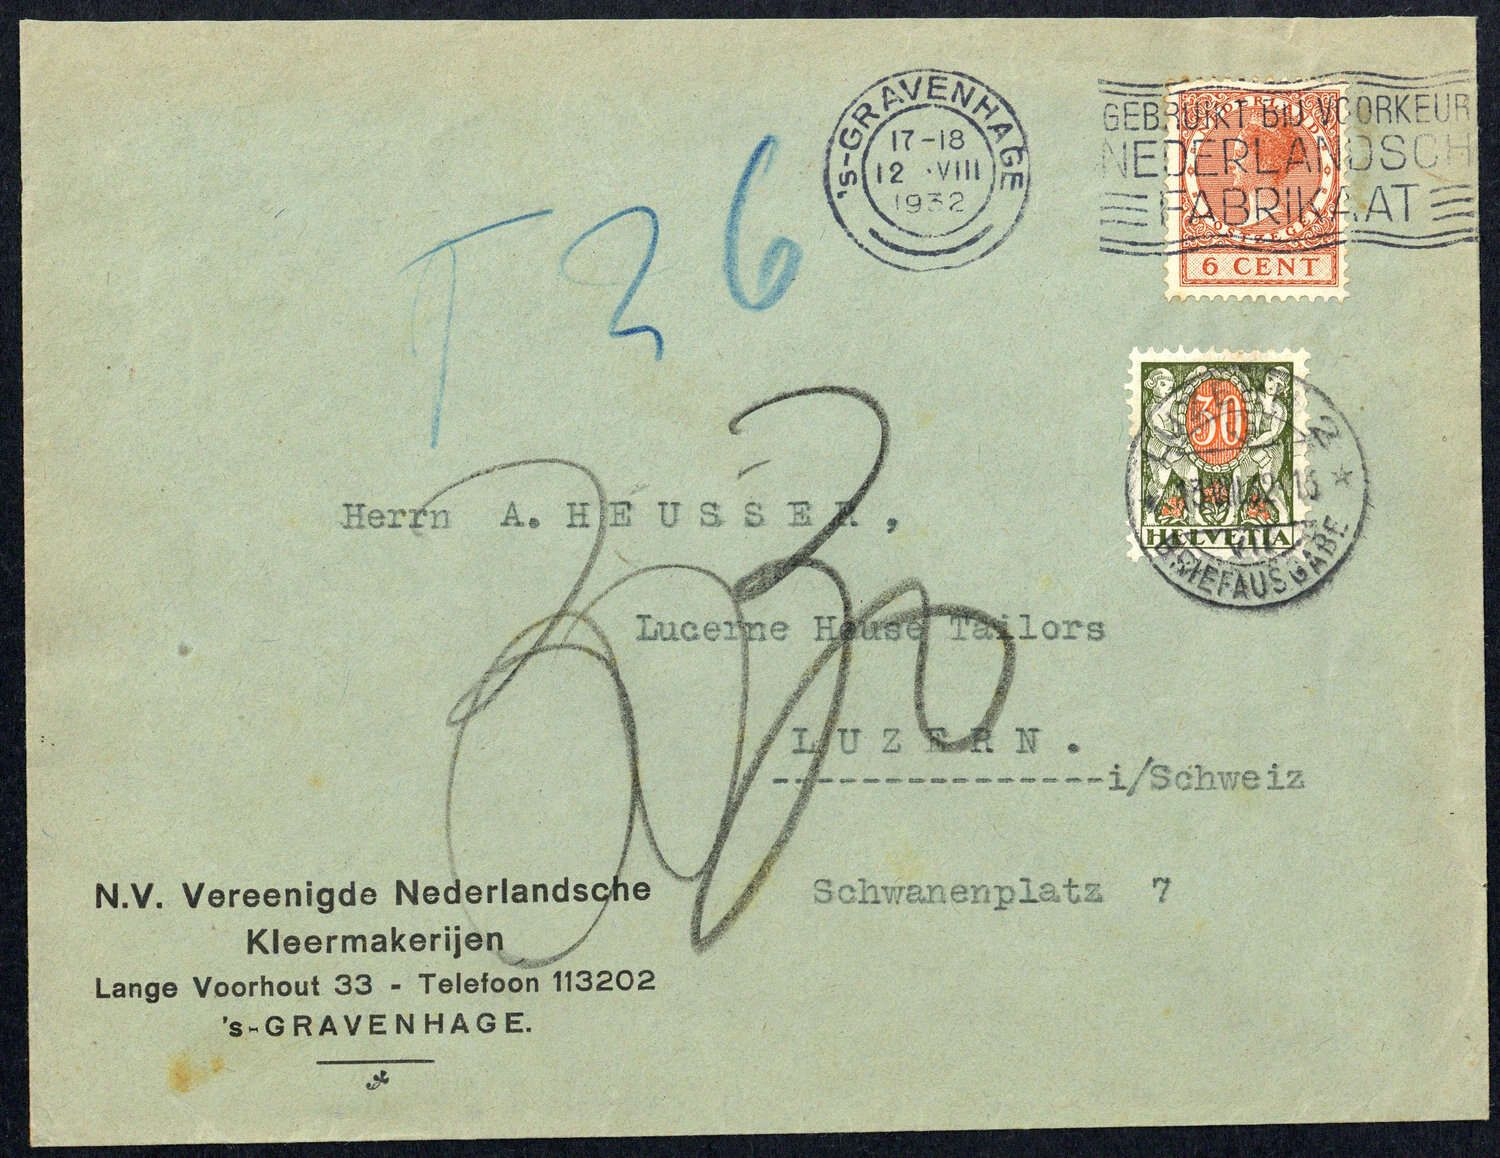 's-GRAVENHAGE
17-18
12 ·VIII
1932
GEBRUIKT BIJ VOORKEUR
NEDERLANDSCH
FABRIKAAT
POSTZEGEL
6 CENT
T 26
30
HELVETIA
BRIEFAUSGABE
30
Herrn A. HEUSSER,
Lucerne House Tailors
LUZERN.
---------------i/Schweiz
Schwanenplatz 7
N.V. Vereenigde Nederlandsche
Kleermakerijen
Lange Voorhout 33 - Telefoon 113202
's-GRAVENHAGE.